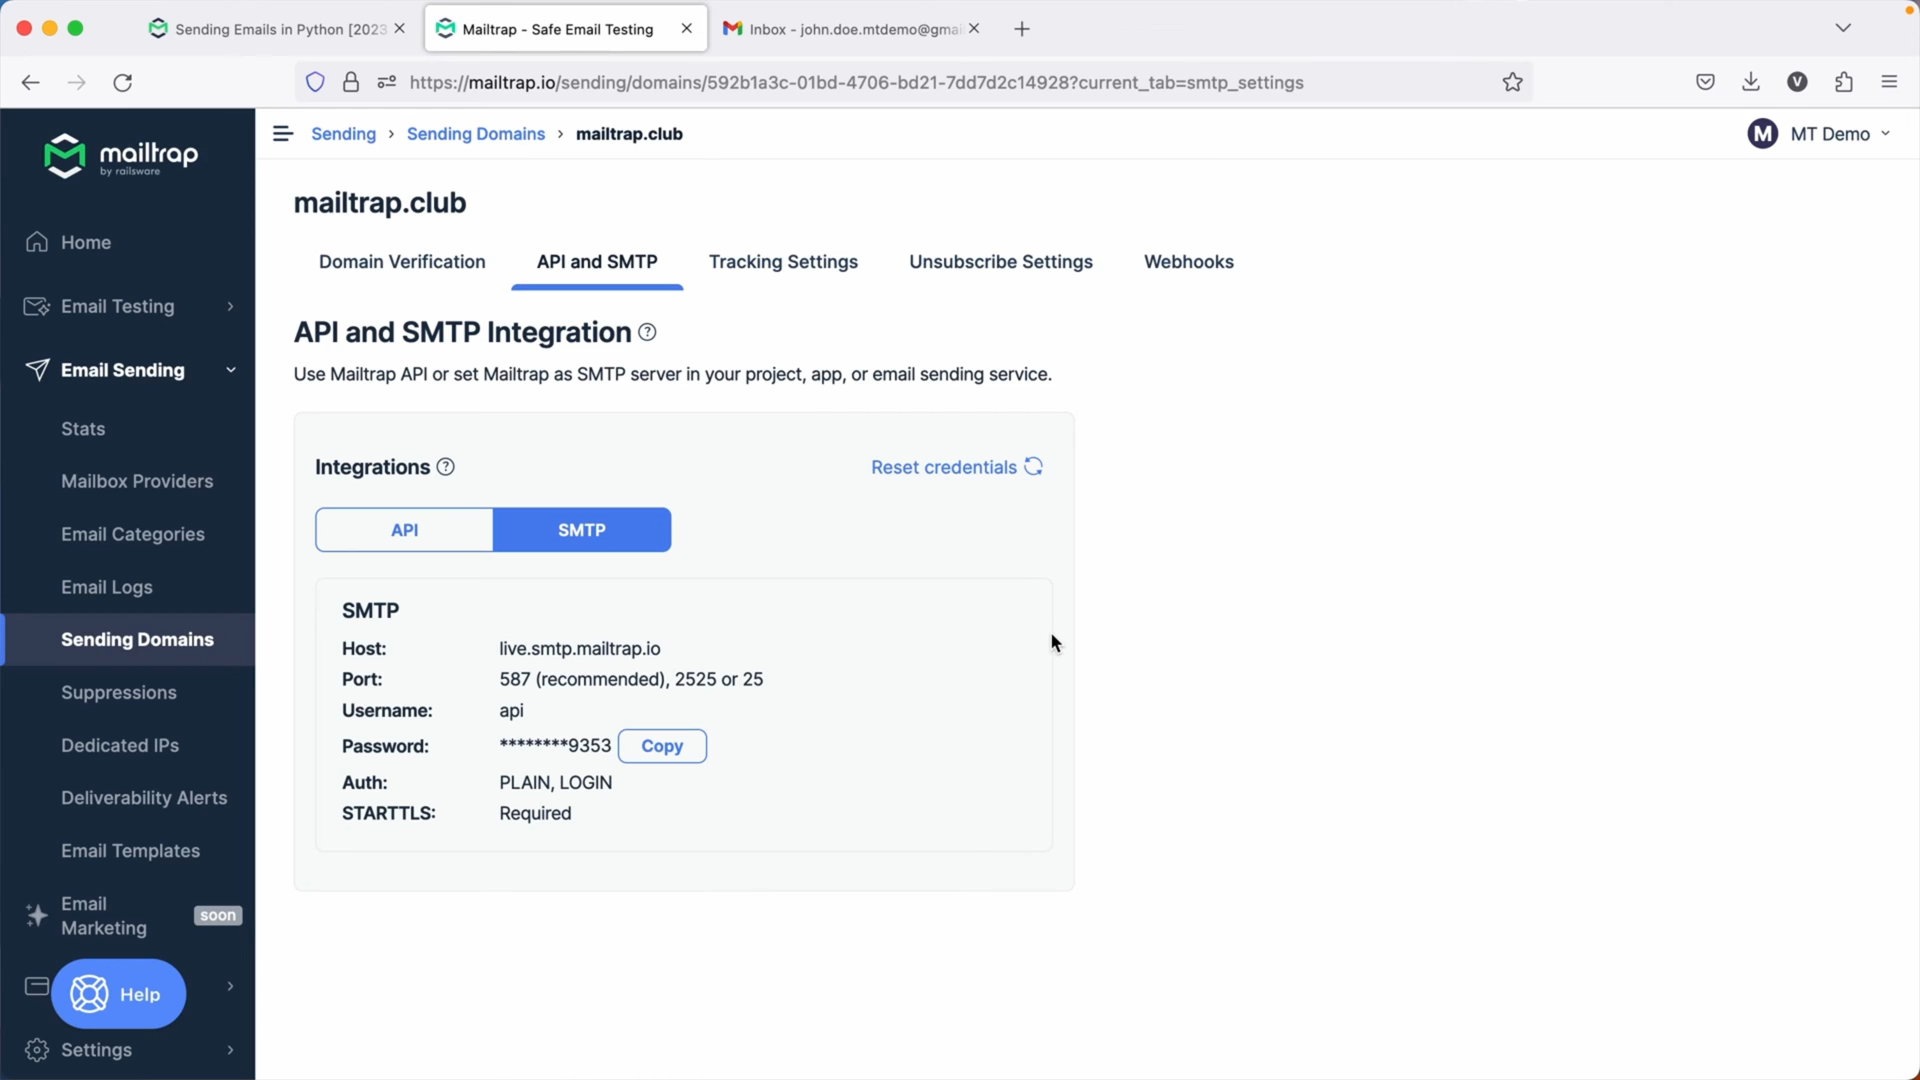 Sending Emails in Python [2023
Mailtrap - Safe Email Testing
Inbox - john.doe.mtdemo@gmai
https://mailtrap.io/sending/domains/592b1a3c-01bd-4706-bd21-7dd7d2c14928?current_tab=smtp_settings
V
mailtrap
by railsware
Sending > Sending Domains > mailtrap.club
M MT Demo
Home
Email Testing
Email Sending
Stats
Mailbox Providers
Email Categories
Email Logs
Sending Domains
Suppressions
Dedicated IPs
Deliverability Alerts
Email Templates
Email
Marketing
soon
Help
Settings
mailtrap.club
Domain Verification API and SMTP Tracking Settings Unsubscribe Settings Webhooks
API and SMTP Integration ?
Use Mailtrap API or set Mailtrap as SMTP server in your project, app, or email sending service.
Integrations ? Reset credentials
API SMTP
SMTP
Host: live.smtp.mailtrap.io
Port: 587 (recommended), 2525 or 25
Username: api
Password: ********9353 Copy
Auth: PLAIN, LOGIN
STARTTLS: Required